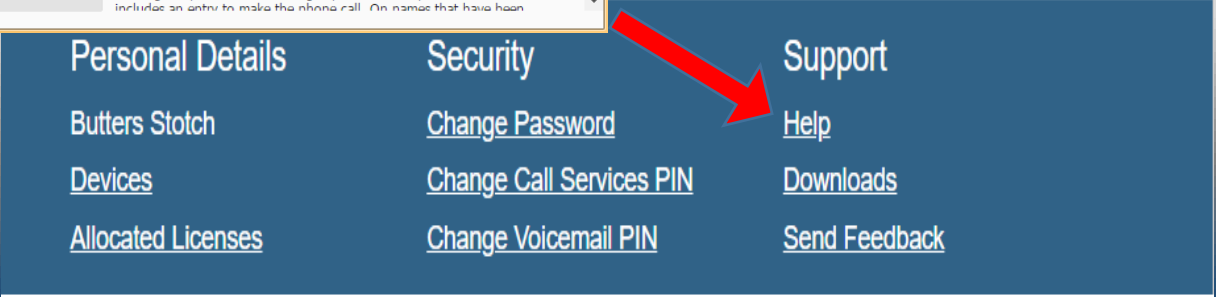 includes an entry to make the phone call. On names that have been
Personal Details
Butters Stotch
Devices
Allocated Licenses
Security
Change Password
Change Call Services PIN
Change Voicemail PIN
Support
Help
Downloads
Send Feedback